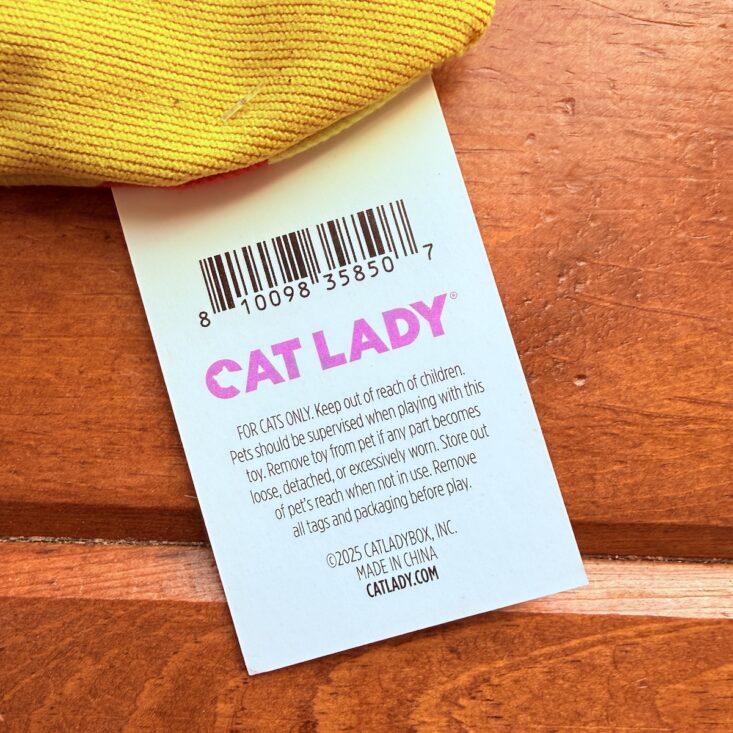 8 10098 35850 7
CAT LADY®
FOR CATS ONLY. Keep out of reach of children.
Pets should be supervised when playing with this
toy. Remove toy from pet if any part becomes
loose, detached, or excessively worn. Store out
of pet's reach when not in use. Remove
all tags and packaging before play.
©2025 CATLADYBOX, INC.
MADE IN CHINA
CATLADY.COM